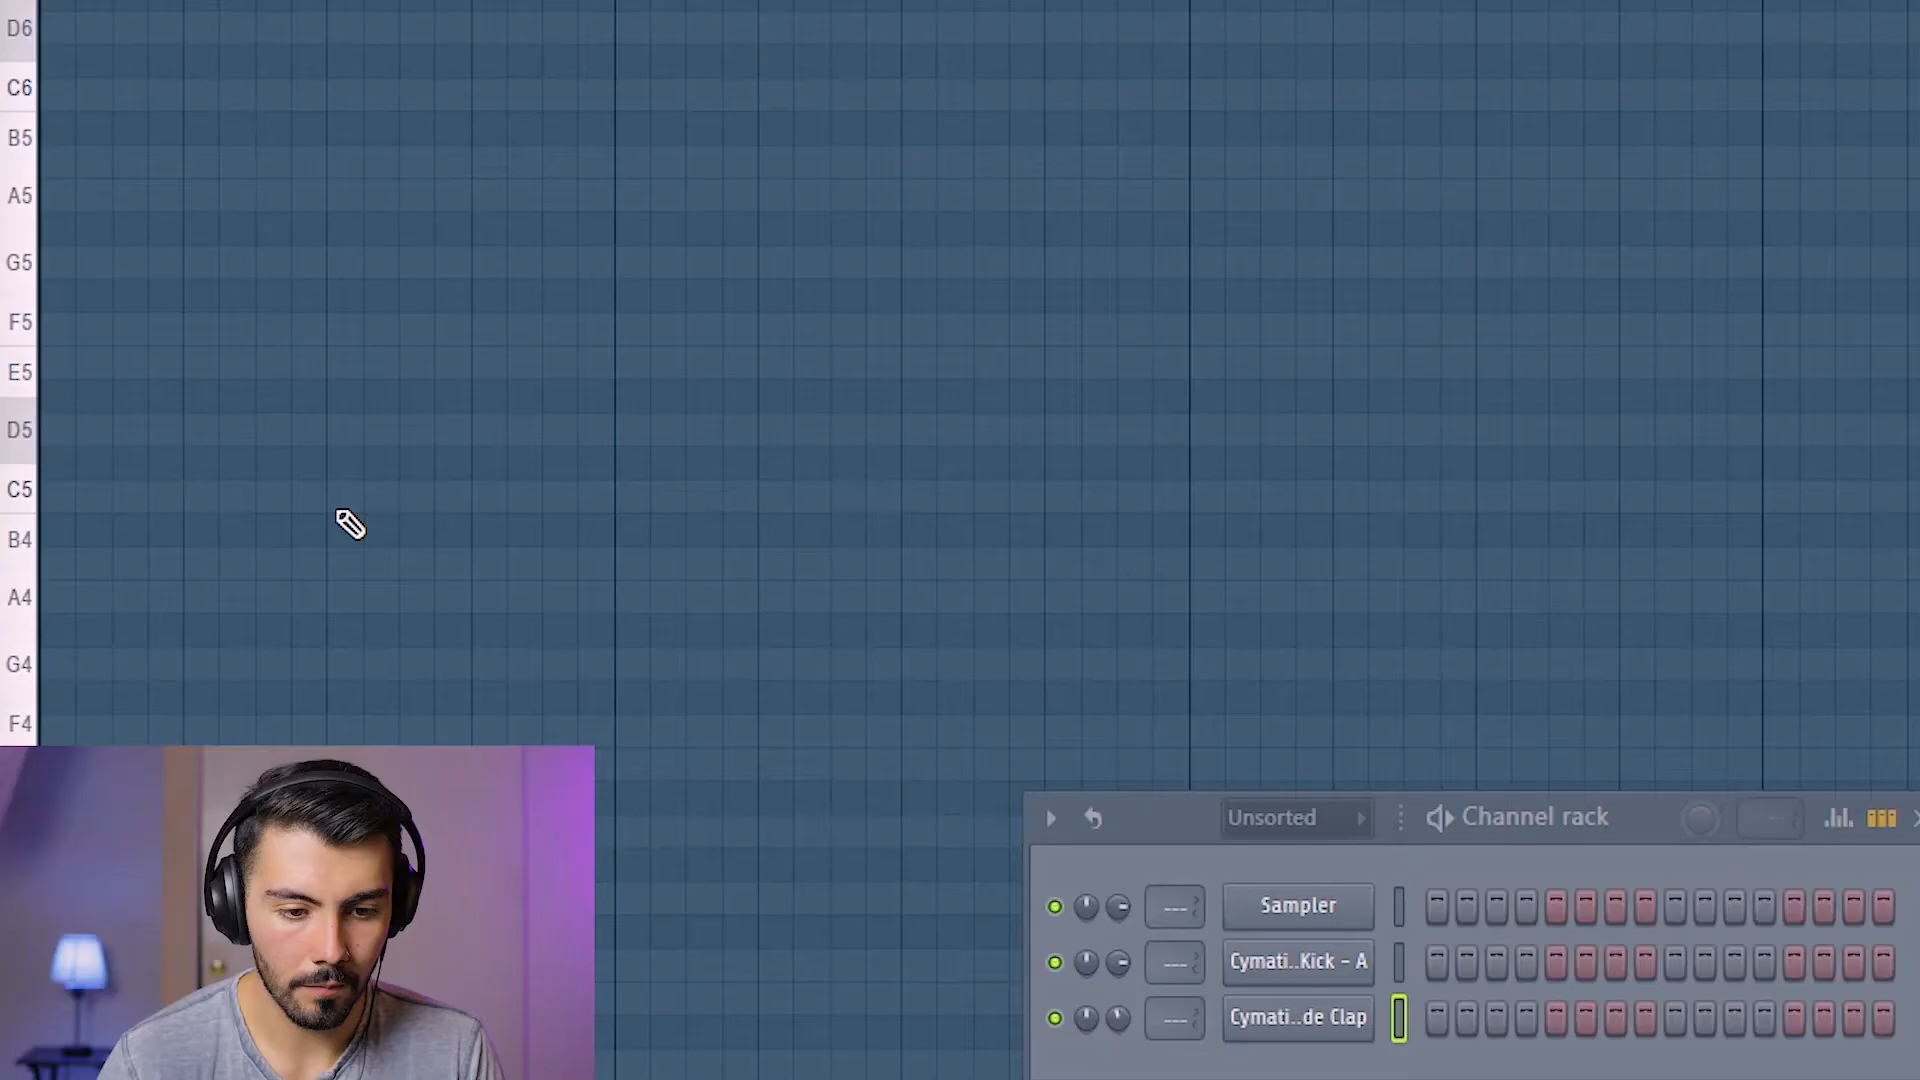 D6
C6
B5
A5
G5
F5
E5
D5
C5
B4
A4
G4
F4
Unsorted
Channel rack
---
Sampler
---
Cymati..Kick - A
---
Cymati..de Clap